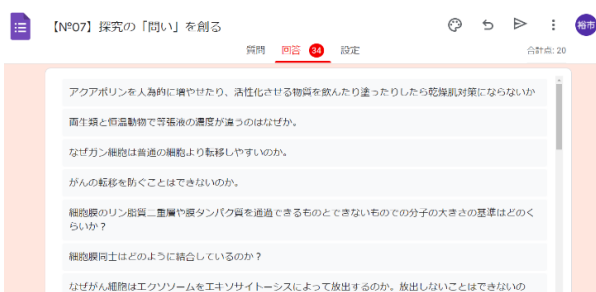 【№07】探究の「問い」を創る
裕市
質問 回答 34 設定
合計点: 20
アクアポリンを人為的に増やせたり、活性化させる物質を飲んたり塗ったりしたら乾燥肌対策にならないか
両生類と恒温動物で等張液の濃度が違うのはなぜか。
なぜガン細胞は普通の細胞より転移しやすいのか。
がんの転移を防ぐことはできないのか。
細胞膜のリン脂質二重層や膜タンパク質を通過できるものとできないものでの分子の大きさの基準はどのく
らいか？
細胞膜同士はどのように結合しているのか？
なぜがん細胞はエクソソームをエキソサイトーシスによって放出するのか。放出しないことはできないの